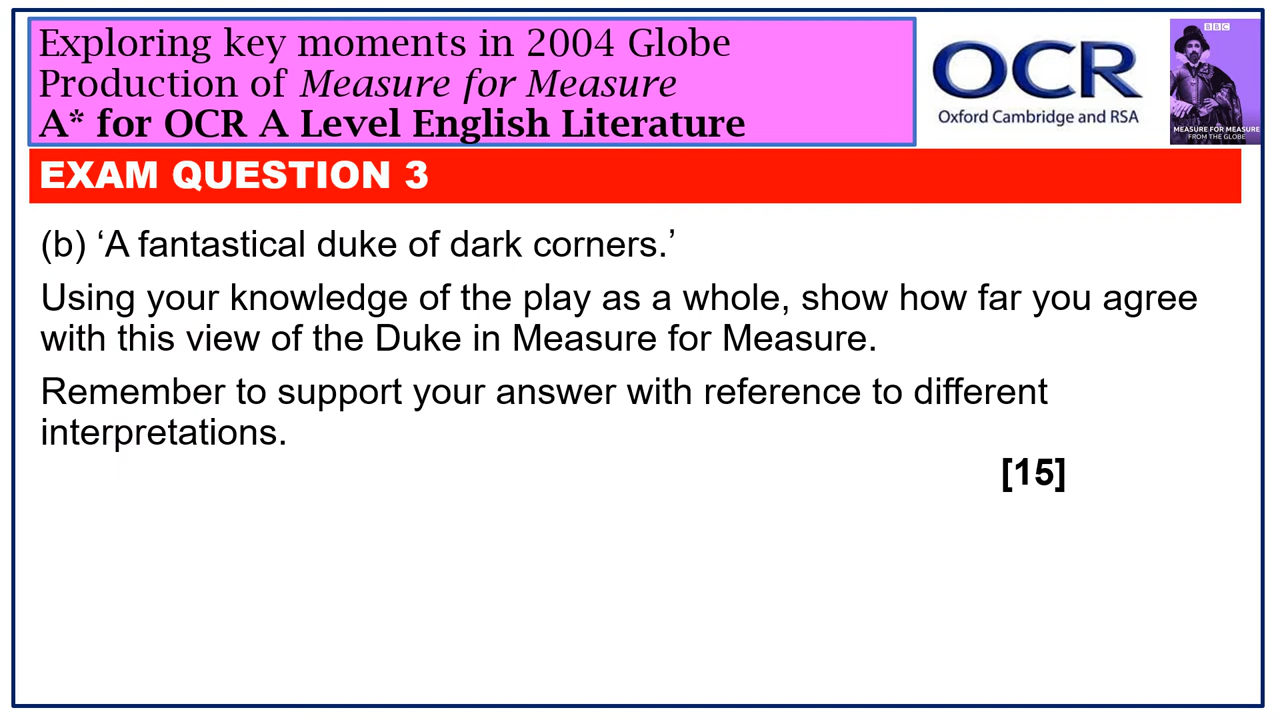 Exploring key moments in 2004 Globe
Production of Measure for Measure
A* for OCR A Level English Literature
OCR
Oxford Cambridge and RSA
BBC
MEASURE FOR MEASURE
FROM THE GLOBE
EXAM QUESTION 3
(b) ‘A fantastical duke of dark corners.’
Using your knowledge of the play as a whole, show how far you agree
with this view of the Duke in Measure for Measure.
Remember to support your answer with reference to different
interpretations.
[15]